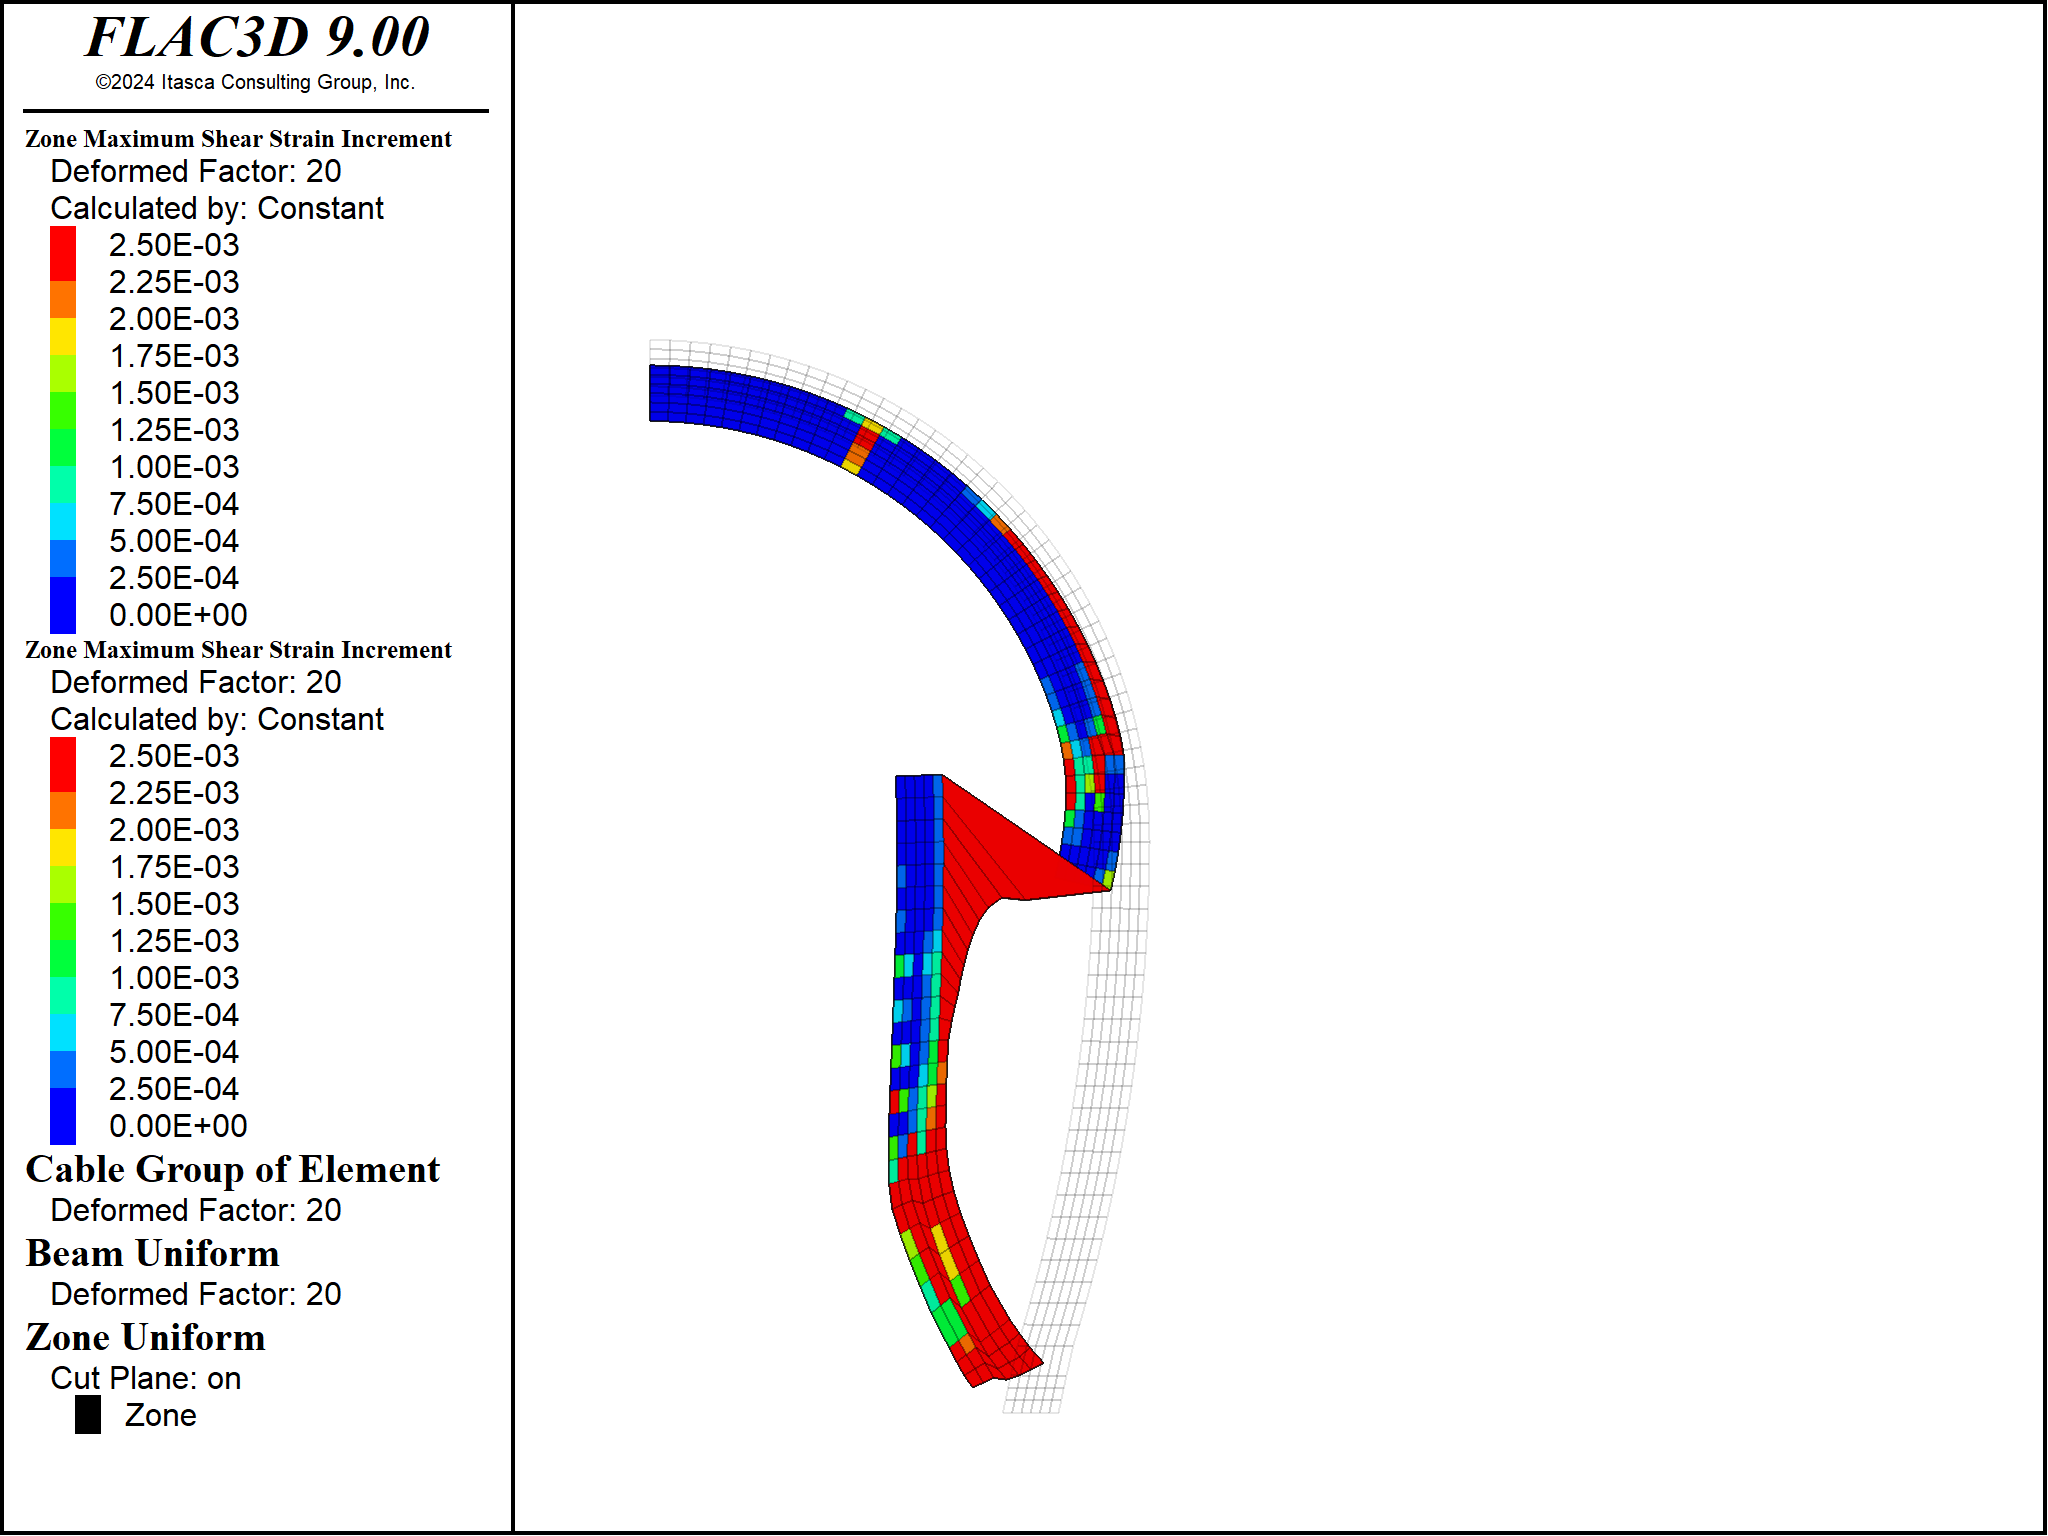 FLAC3D 9.00
©2024 Itasca Consulting Group, Inc.
Zone Maximum Shear Strain Increment
Deformed Factor: 20
Calculated by: Constant
2.50E-03
2.25E-03
2.00E-03
1.75E-03
1.50E-03
1.25E-03
1.00E-03
7.50E-04
5.00E-04
2.50E-04
0.00E+00
Zone Maximum Shear Strain Increment
Deformed Factor: 20
Calculated by: Constant
2.50E-03
2.25E-03
2.00E-03
1.75E-03
1.50E-03
1.25E-03
1.00E-03
7.50E-04
5.00E-04
2.50E-04
0.00E+00
Cable Group of Element
Deformed Factor: 20
Beam Uniform
Deformed Factor: 20
Zone Uniform
Cut Plane: on
Zone